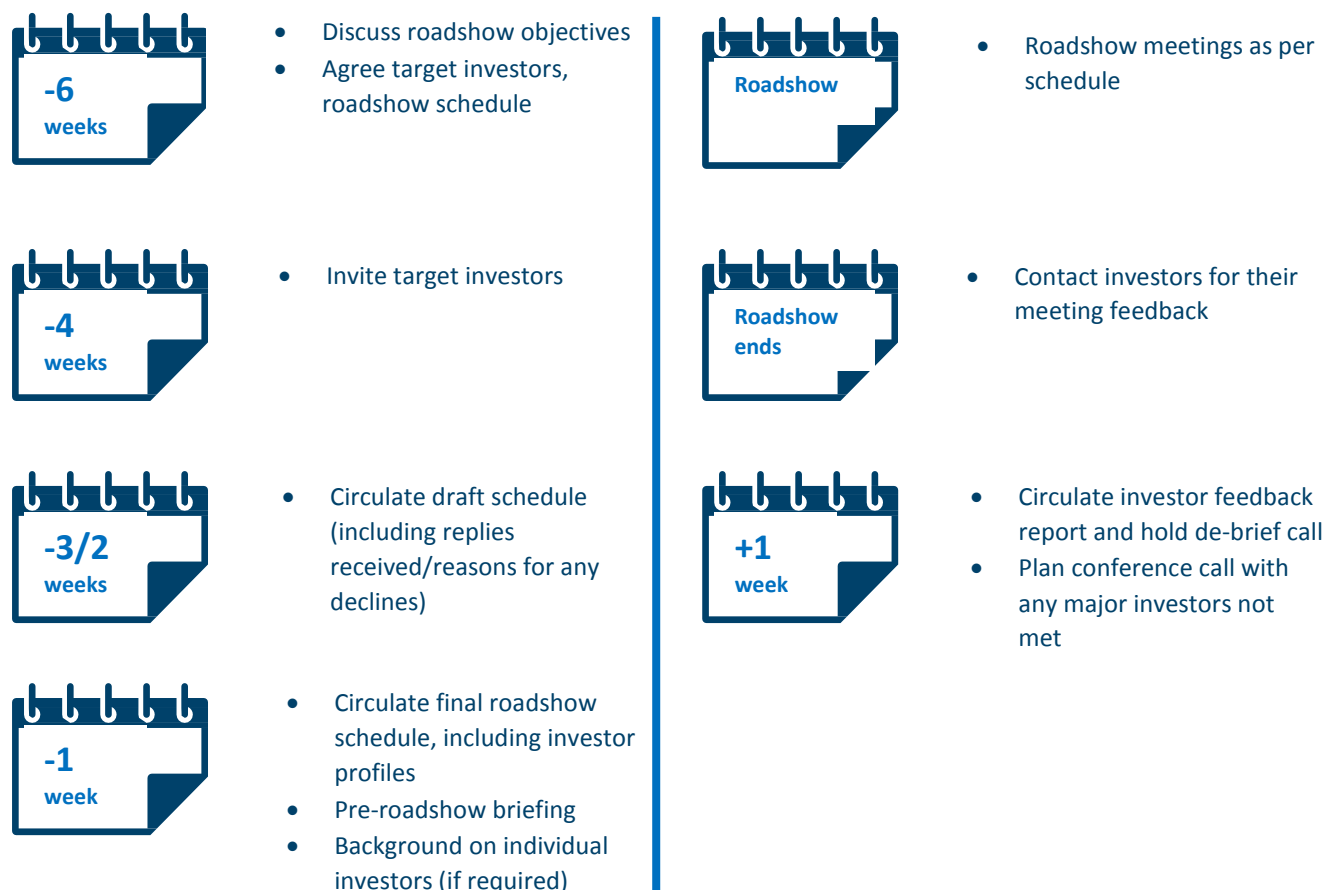 -6
weeks
• Discuss roadshow objectives
• Agree target investors,
roadshow schedule
-4
weeks
• Invite target investors
-3/2
weeks
• Circulate draft schedule
(including replies
received/reasons for any
declines)
-1
week
• Circulate final roadshow
schedule, including investor
profiles
• Pre-roadshow briefing
• Background on individual
investors (if required)
Roadshow
• Roadshow meetings as per
schedule
Roadshow
ends
• Contact investors for their
meeting feedback
+1
week
• Circulate investor feedback
report and hold de-brief call
• Plan conference call with
any major investors not
met